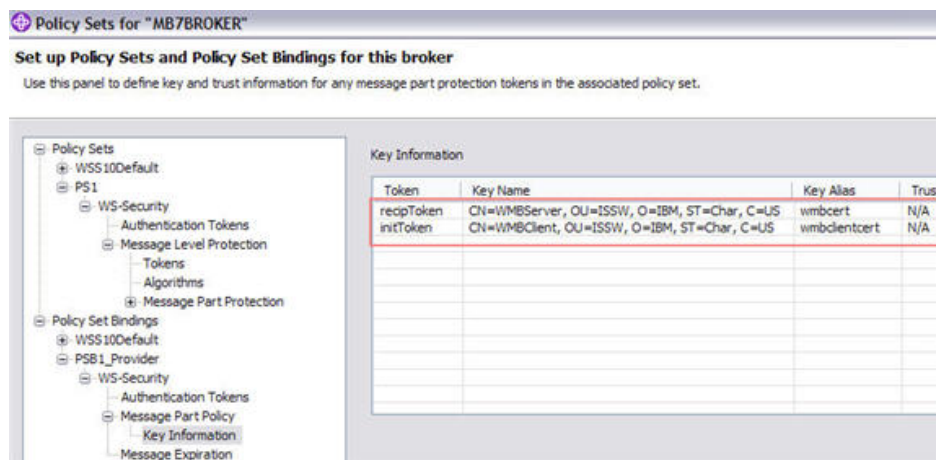 Policy Sets for "MB7BROKER"
Set up Policy Sets and Policy Set Bindings for this broker
Use this panel to define key and trust information for any message part protection tokens in the associated policy set.
Policy Sets
WSS10Default
PS1
WS-Security
Authentication Tokens
Message Level Protection
Tokens
Algorithms
Message Part Protection
Policy Set Bindings
WSS10Default
PSB1_Provider
WS-Security
Authentication Tokens
Message Part Policy
Key Information
Message Expiration
Key Information
Token Key Name Key Alias Trus
recipToken CN=WMBServer, OU=ISSW, O=IBM, ST=Char, C=US wmbcert N/A
initToken CN=WMBClient, OU=ISSW, O=IBM, ST=Char, C=US wmbclientcert N/A